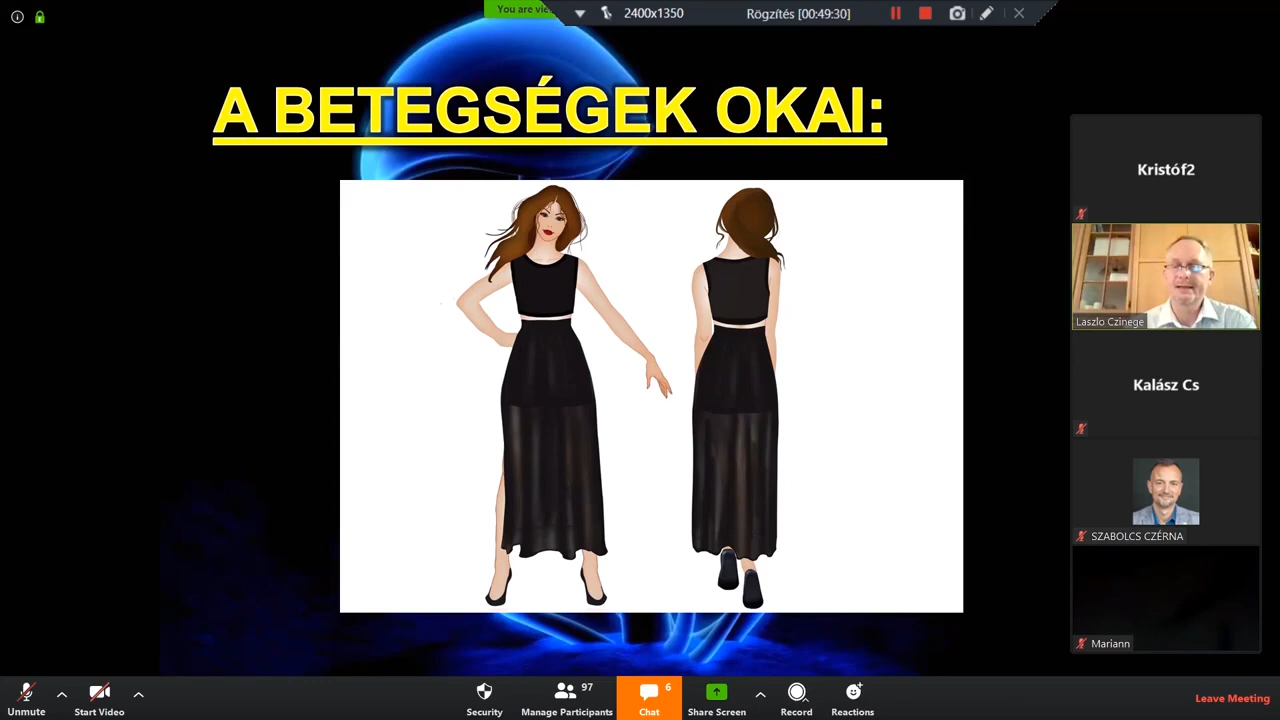 You are vie
2400x1350
Rögzítés [00:49:30]
A BETEGSÉGEK OKAI:
Kristóf2
Laszlo Czinege
Kalász Cs
SZABOLCS CZÉRNA
Mariann
97
6
Unmute
Start Video
Security
Manage Participants
Chat
Share Screen
Record
Reactions
Leave Meeting